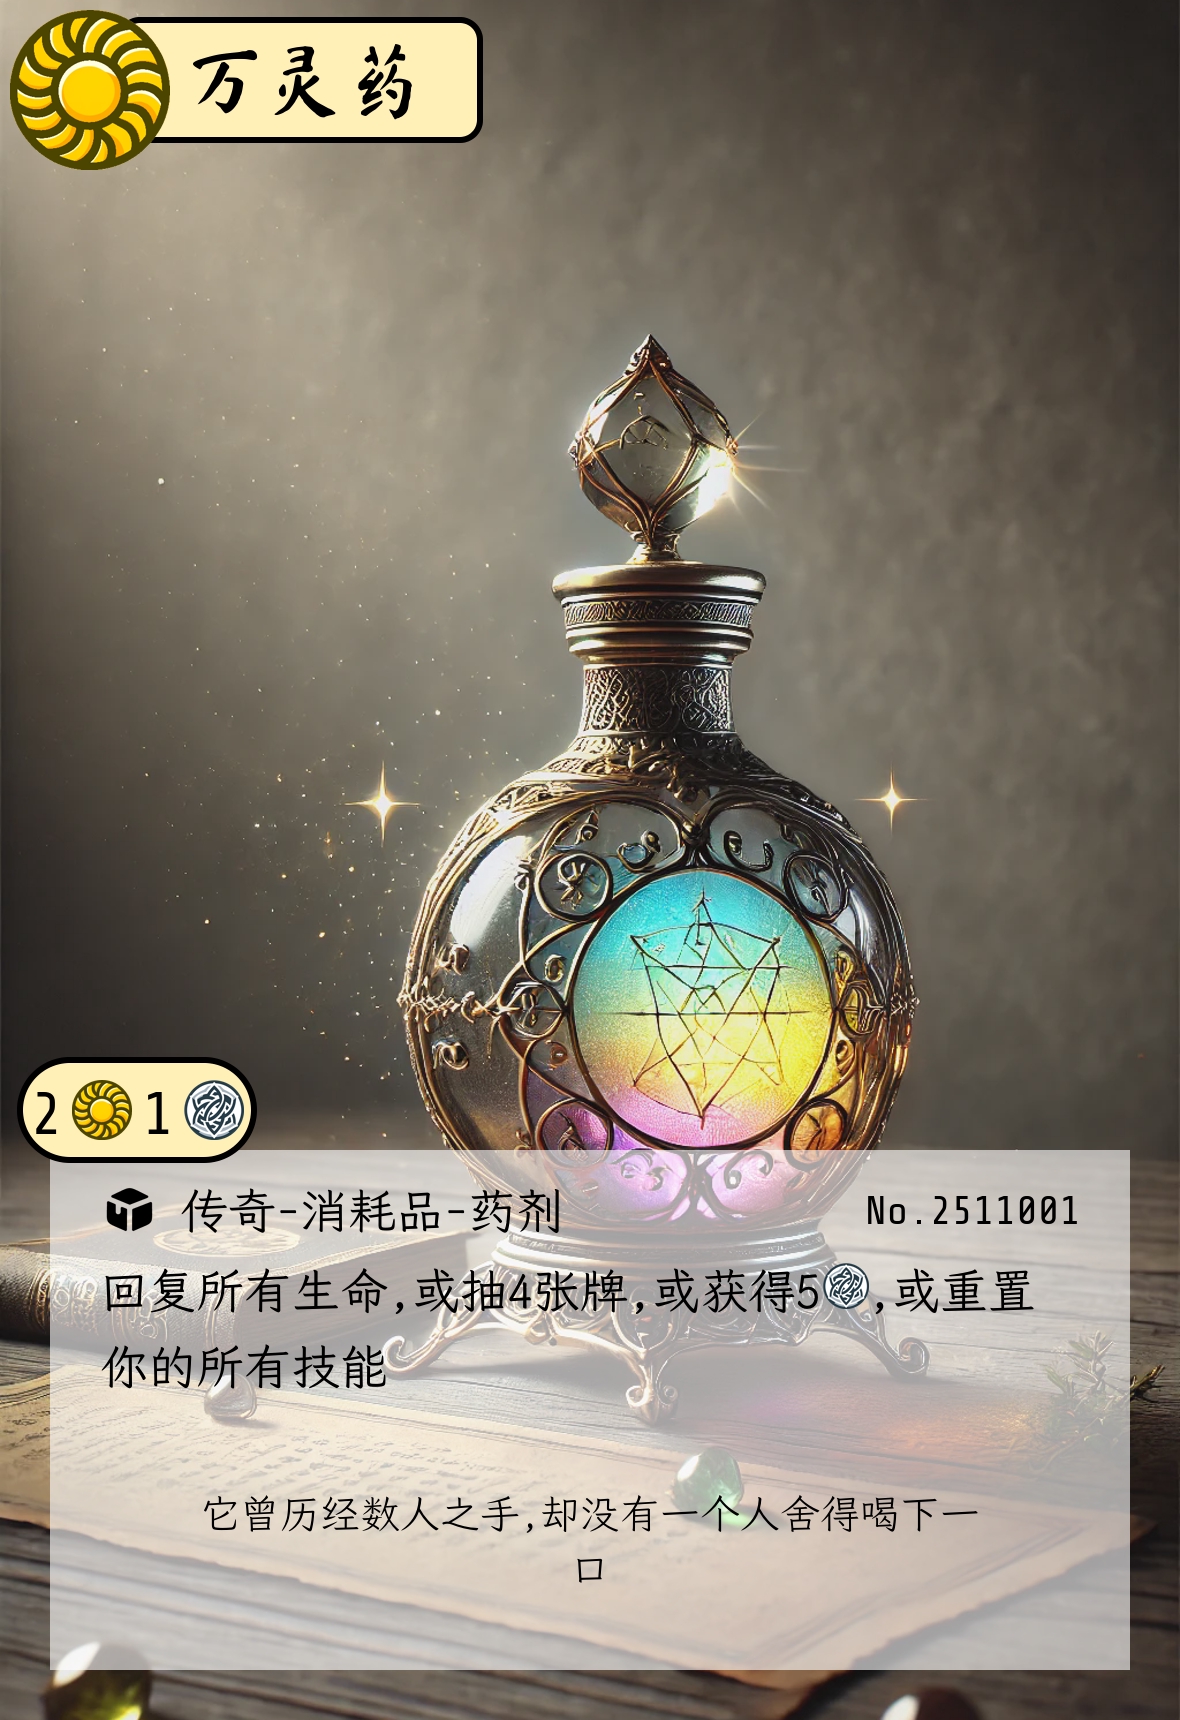 万灵药
2 1
传奇-消耗品-药剂 No.2511001
回复所有生命,或抽4张牌,或获得5,或重置
你的所有技能
它曾历经数人之手,却没有一个人舍得喝下一
口